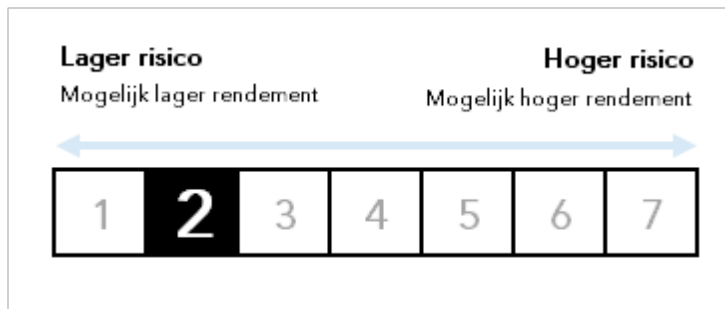 Lager risico Hoger risico
Mogelijk lager rendement Mogelijk hoger rendement
1 2 3 4 5 6 7